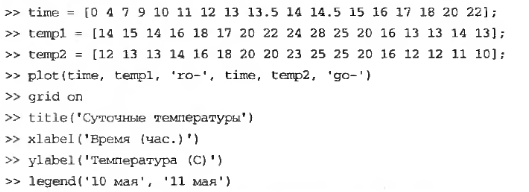 >> time = [0 4 7 9 10 11 12 13 13.5 14 14.5 15 16 17 18 20 22];
>> temp1 = [14 15 14 16 18 17 20 22 24 28 25 20 16 13 13 14 13];
>> temp2 = [12 13 13 14 16 18 20 20 23 25 25 20 16 12 12 11 10];
>> plot(time, temp1, 'ro-', time, temp2, 'go-')
>> grid on
>> title('Суточные температуры')
>> xlabel('Время (час.)')
>> ylabel('Температура (C)')
>> legend('10 мая', '11 мая')